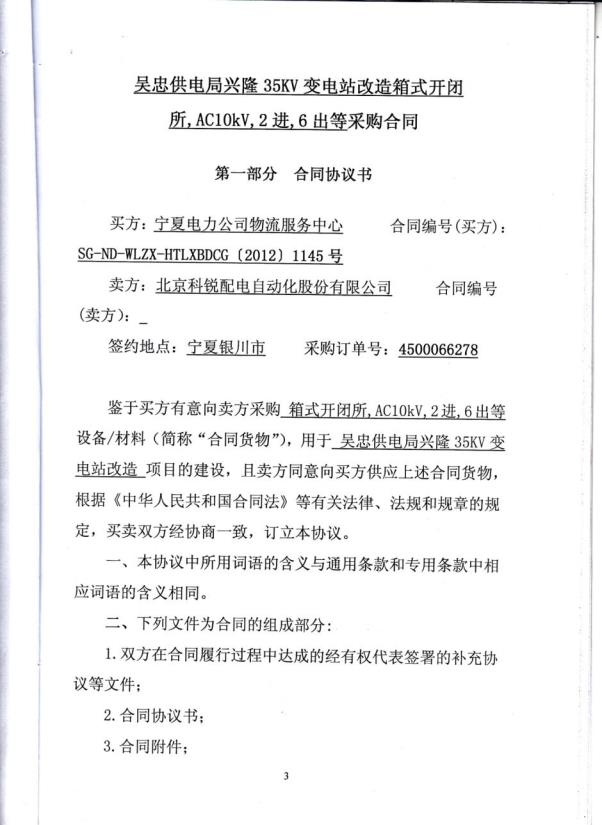 吴忠供电局兴隆 35KV 变电站改造箱式开闭
所,AC10kV,2 进,6 出等采购合同
第一部分 合同协议书
买方：宁夏电力公司物流服务中心 合同编号(买方)：
SG-ND-WLZX-HTLXBDCG〔2012〕1145 号
卖方：北京科锐配电自动化股份有限公司 合同编号
(卖方)：_
签约地点：宁夏银川市 采购订单号：4500066278
鉴于买方有意向卖方采购 箱式开闭所,AC10kV,2 进,6 出等
设备/材料（简称“合同货物”），用于 吴忠供电局兴隆 35KV 变
电站改造 项目的建设，且卖方同意向买方供应上述合同货物，
根据《中华人民共和国合同法》等有关法律、法规和规章的规
定，买卖双方经协商一致，订立本协议。
一、本协议中所用词语的含义与通用条款和专用条款中相
应词语的含义相同。
二、下列文件为合同的组成部分：
1.双方在合同履行过程中达成的经有权代表签署的补充协
议等文件；
2.合同协议书；
3.合同附件；
3